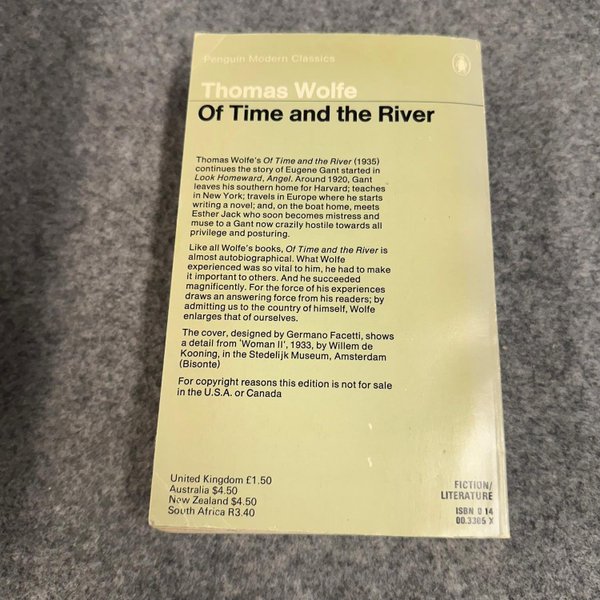 Penguin Modern Classics
Thomas Wolfe
Of Time and the River
Thomas Wolfe's Of Time and the River (1935)
continues the story of Eugene Gant started in
Look Homeward, Angel. Around 1920, Gant
leaves his southern home for Harvard; teaches
in New York; travels in Europe where he starts
writing a novel; and, on the boat home, meets
Esther Jack who soon becomes mistress and
muse to a Gant now crazily hostile towards all
privilege and posturing.
Like all Wolfe's books, Of Time and the River is
almost autobiographical. What Wolfe
experienced was so vital to him, he had to make
it important to others. And he succeeded
magnificently. For the force of his experiences
draws an answering force from his readers; by
admitting us to the country of himself, Wolfe
enlarges that of ourselves.
The cover, designed by Germano Facetti, shows
a detail from 'Woman II', 1933, by Willem de
Kooning, in the Stedelijk Museum, Amsterdam
(Bisonte)
For copyright reasons this edition is not for sale
in the U.S.A. or Canada
United Kingdom £1.50
Australia $4.50
New Zealand $4.50
South Africa R3.40
FICTION/
LITERATURE
ISBN 0 14
00.3305 X